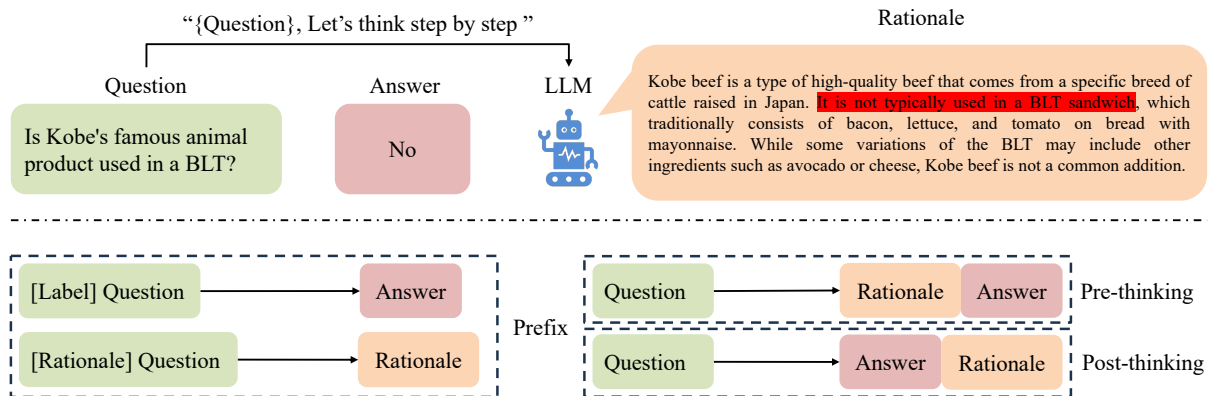 “{Question}, Let’s think step by step ”
Rationale
Question
Answer
LLM
Is Kobe's famous animal
product used in a BLT?
No
Kobe beef is a type of high-quality beef that comes from a specific breed of
cattle raised in Japan. It is not typically used in a BLT sandwich, which
traditionally consists of bacon, lettuce, and tomato on bread with
mayonnaise. While some variations of the BLT may include other
ingredients such as avocado or cheese, Kobe beef is not a common addition.
[Label] Question
Answer
[Rationale] Question
Rationale
Prefix
Question
Rationale
Answer
Pre-thinking
Question
Answer
Rationale
Post-thinking